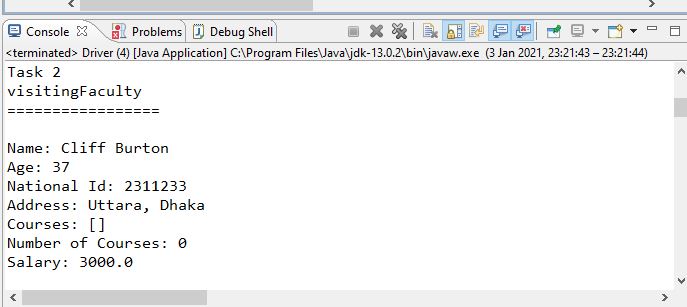 Console Problems Debug Shell
<terminated> Driver (4) [Java Application] C:\Program Files\Java\jdk-13.0.2\bin\javaw.exe (3 Jan 2021, 23:21:43 – 23:21:44)
Task 2
visitingFaculty
=================
Name: Cliff Burton
Age: 37
National Id: 2311233
Address: Uttara, Dhaka
Courses: []
Number of Courses: 0
Salary: 3000.0